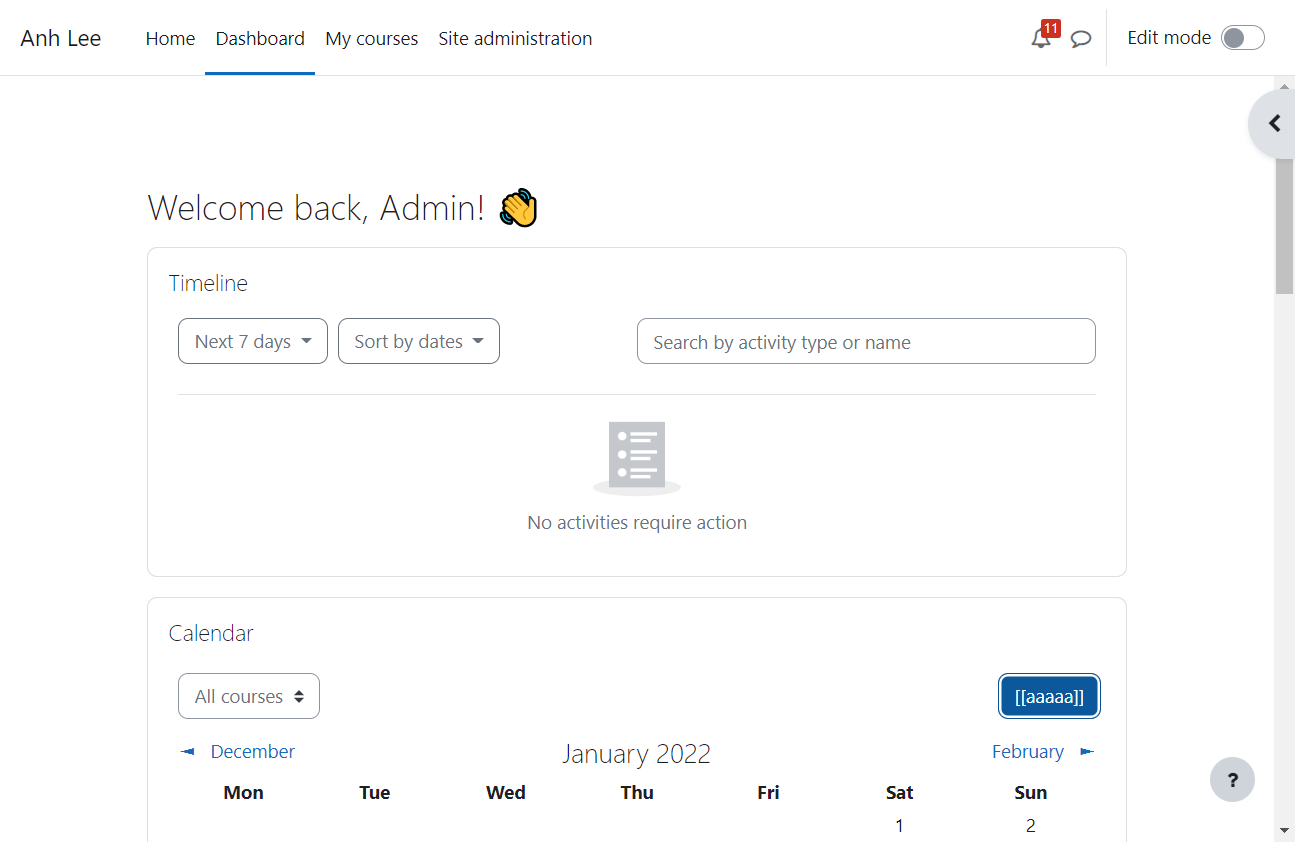 Anh Lee Home Dashboard My courses Site administration 11 Edit mode
Welcome back, Admin!
Timeline
Next 7 days Sort by dates Search by activity type or name
No activities require action
Calendar
All courses [[aaaaa]]
December January 2022 February
Mon Tue Wed Thu Fri Sat Sun
?
1 2